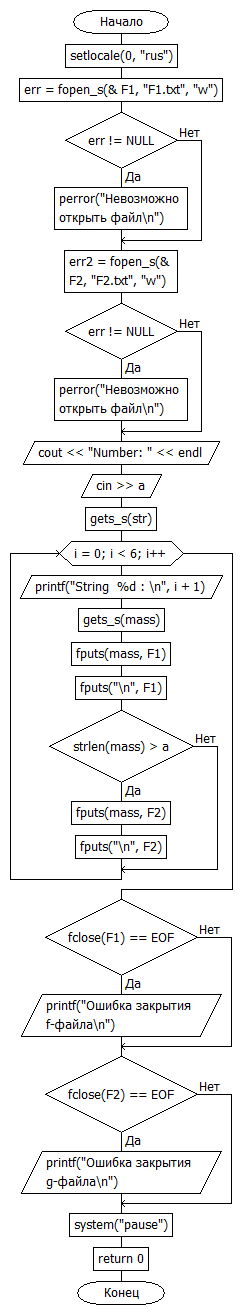 Начало
setlocale(0, "rus")
err = fopen_s(& F1, "F1.txt", "w")
err != NULL
Нет
Да
perror("Невозможно
открыть файл\n")
err2 = fopen_s(&
F2, "F2.txt", "w")
err != NULL
Нет
Да
perror("Невозможно
открыть файл\n")
cout << "Number: " << endl
cin >> a
gets_s(str)
i = 0; i < 6; i++
printf("String  %d : \n", i + 1)
gets_s(mass)
fputs(mass, F1)
fputs("\n", F1)
strlen(mass) > a
Нет
Да
fputs(mass, F2)
fputs("\n", F2)
fclose(F1) == EOF
Нет
Да
printf("Ошибка закрытия
f-файла\n")
fclose(F2) == EOF
Нет
Да
printf("Ошибка закрытия
g-файла\n")
system("pause")
return 0
Конец